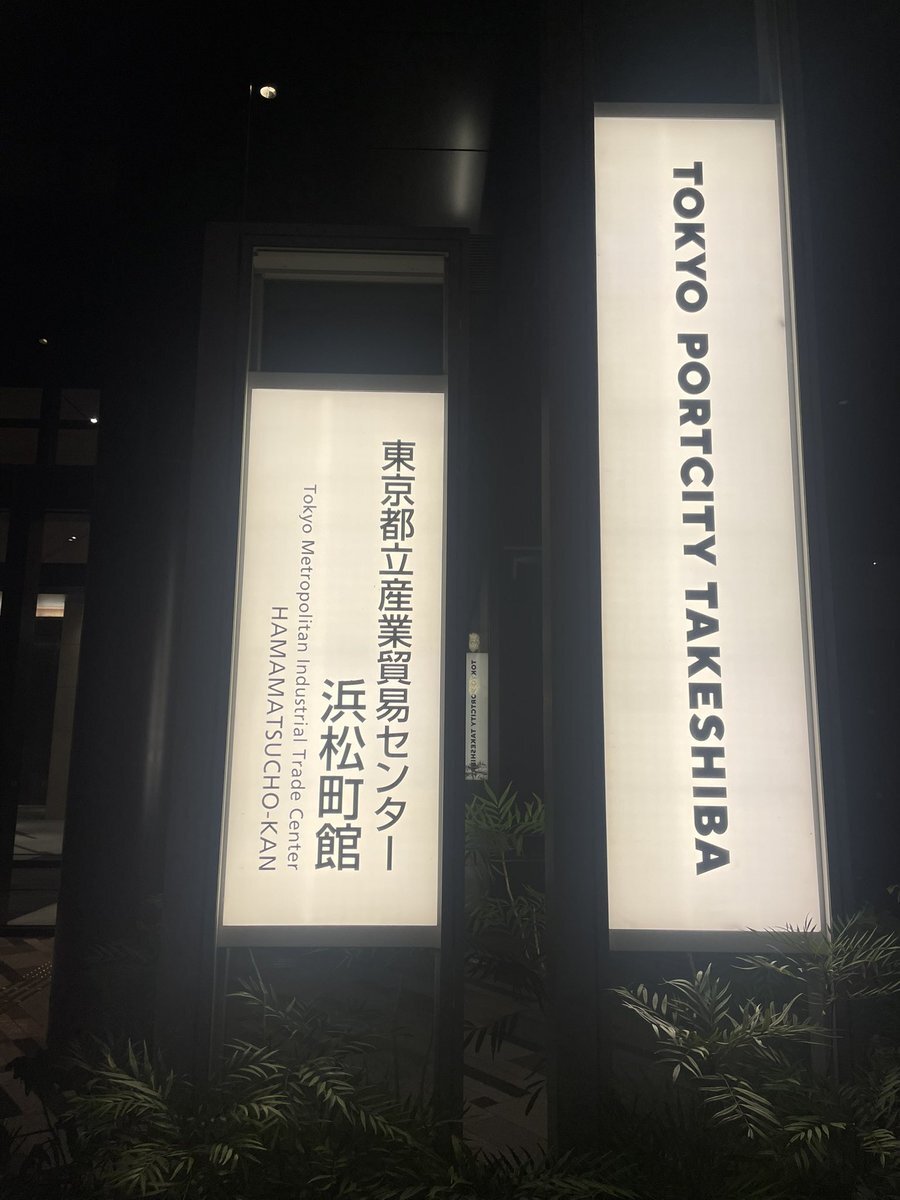 東京都立産業貿易センター
浜松町館
Tokyo Metropolitan Industrial Trade Center
HAMAMATSUCHO-KAN
TOKYO PORTCITY TAKESHIBA